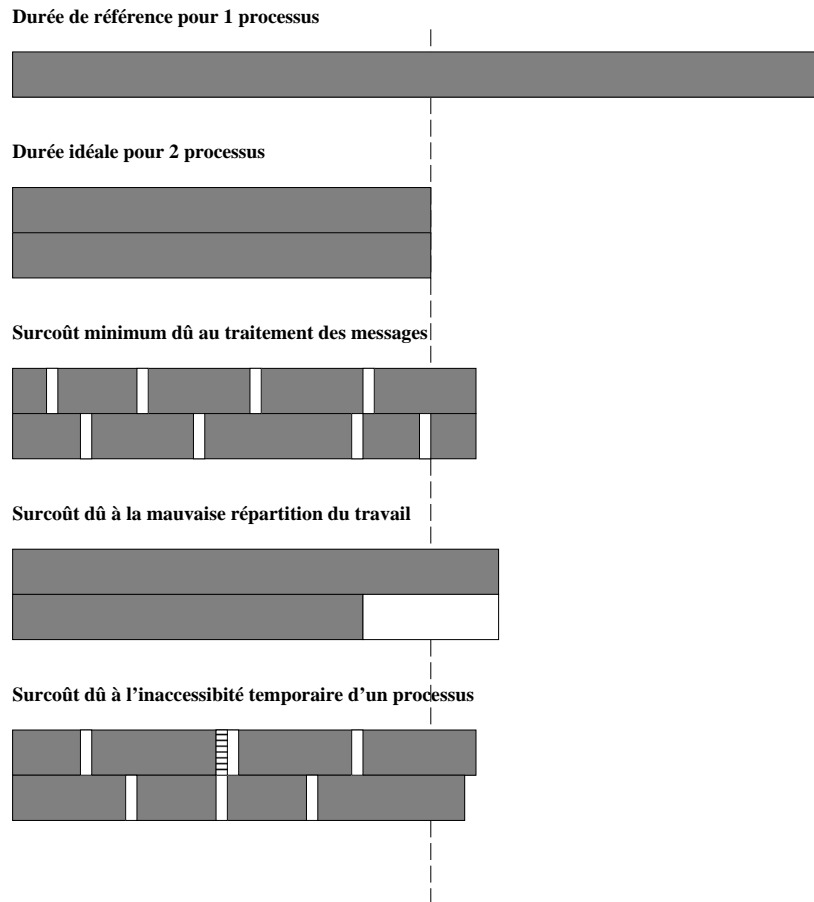 Durée de référence pour 1 processus
Durée idéale pour 2 processus
Surcoût minimum dû au traitement des messages
Surcoût dû à la mauvaise répartition du travail
Surcoût dû à l’inaccessibité temporaire d’un processus